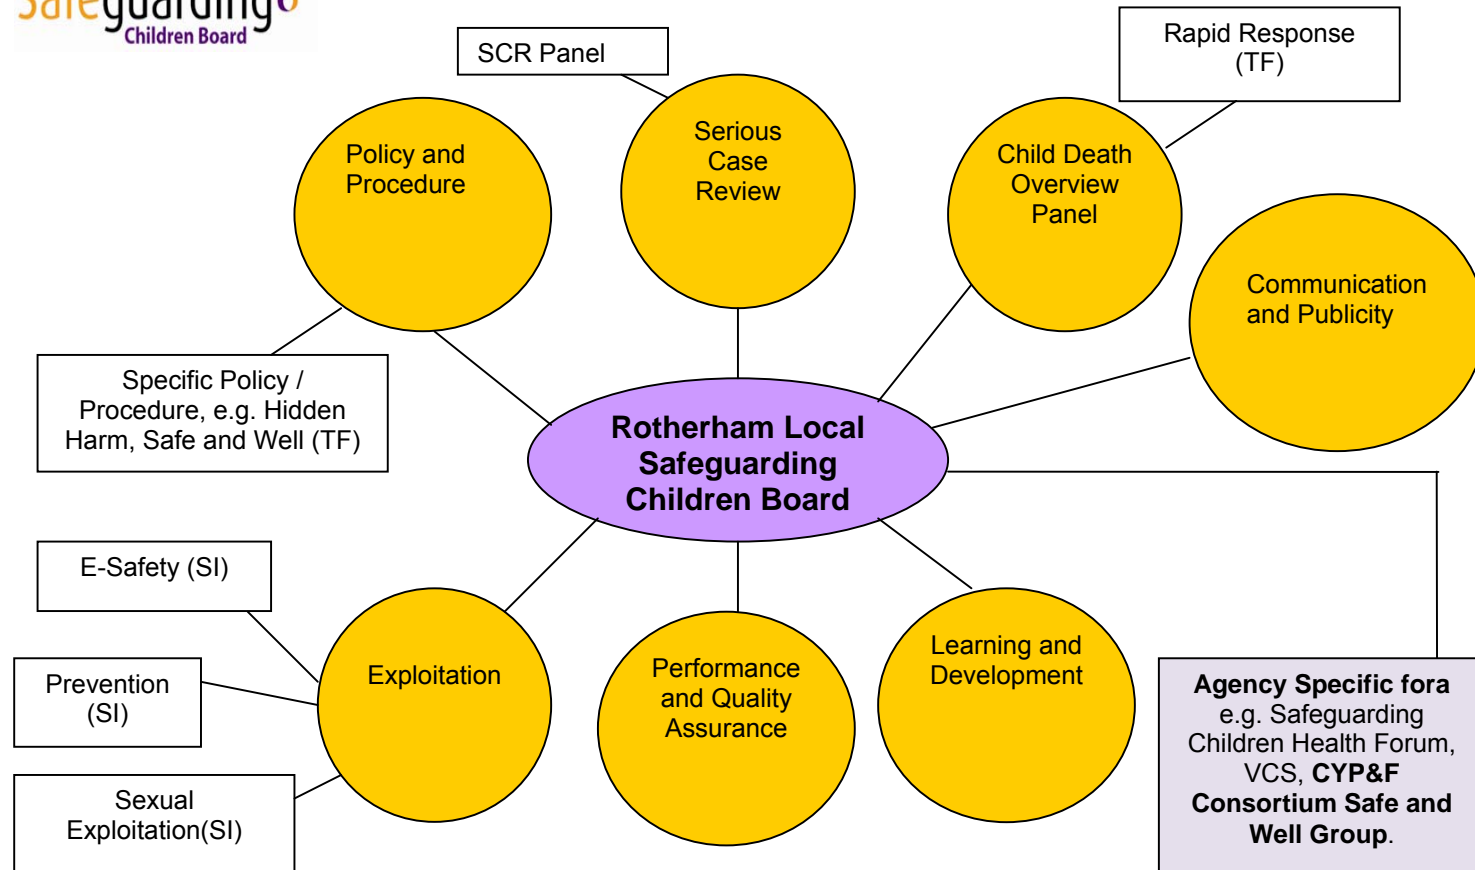 Safeguarding
Children Board
SCR Panel
Rapid Response
(TF)
Policy and
Procedure
Serious
Case
Review
Child Death
Overview
Panel
Communication
and Publicity
Specific Policy /
Procedure, e.g. Hidden
Harm, Safe and Well (TF)
Rotherham Local
Safeguarding
Children Board
E-Safety (SI)
Prevention
(SI)
Sexual
Exploitation(SI)
Exploitation
Performance
and Quality
Assurance
Learning and
Development
Agency Specific fora
e.g. Safeguarding
Children Health Forum,
VCS, CYP&F
Consortium Safe and
Well Group.